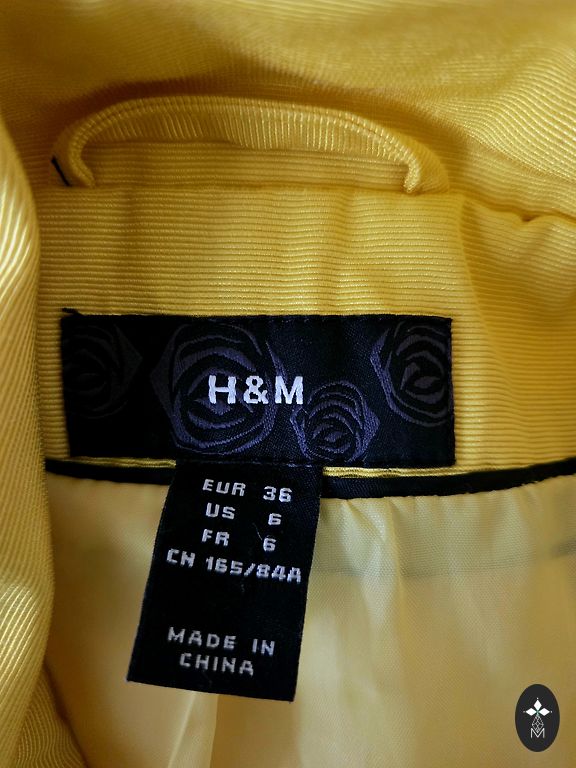 H&M
EUR 36
US 6
FR 6
CN 165/84A
MADE IN
CHINA
M